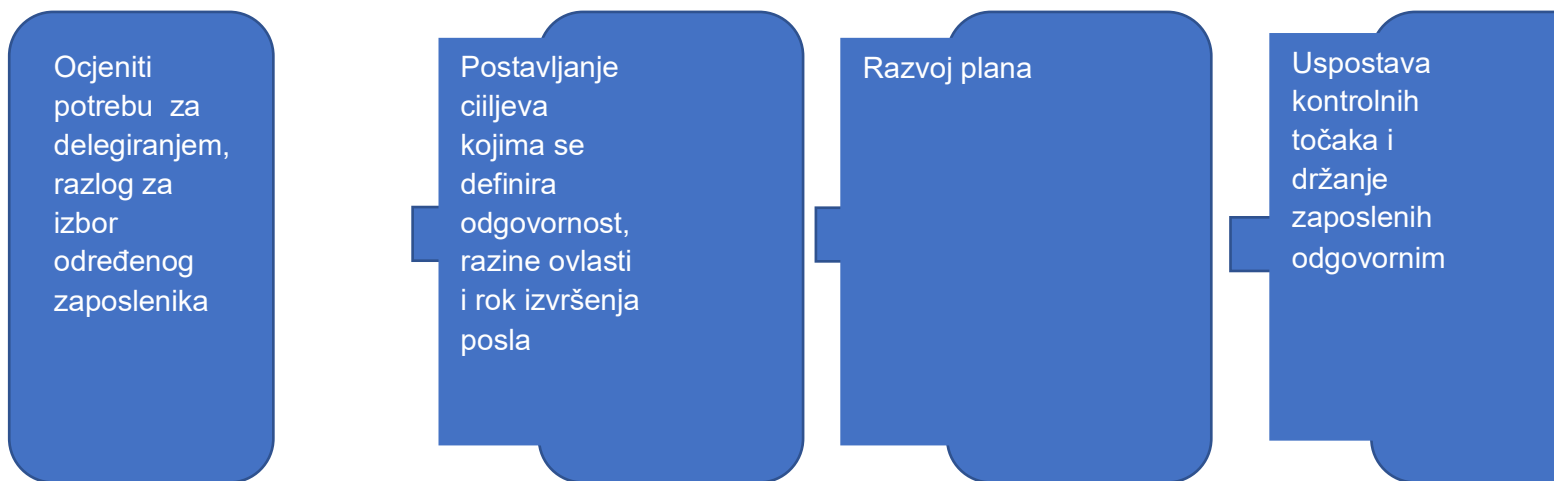 Ocjeniti
potrebu  za
delegiranjem,
razlog za
izbor
određenog
zaposlenika
Postavljanje
ciiljeva
kojima se
definira
odgovornost,
razine ovlasti
i rok izvršenja
posla
Razvoj plana
Uspostava
kontrolnih
točaka i
držanje
zaposlenih
odgovornim